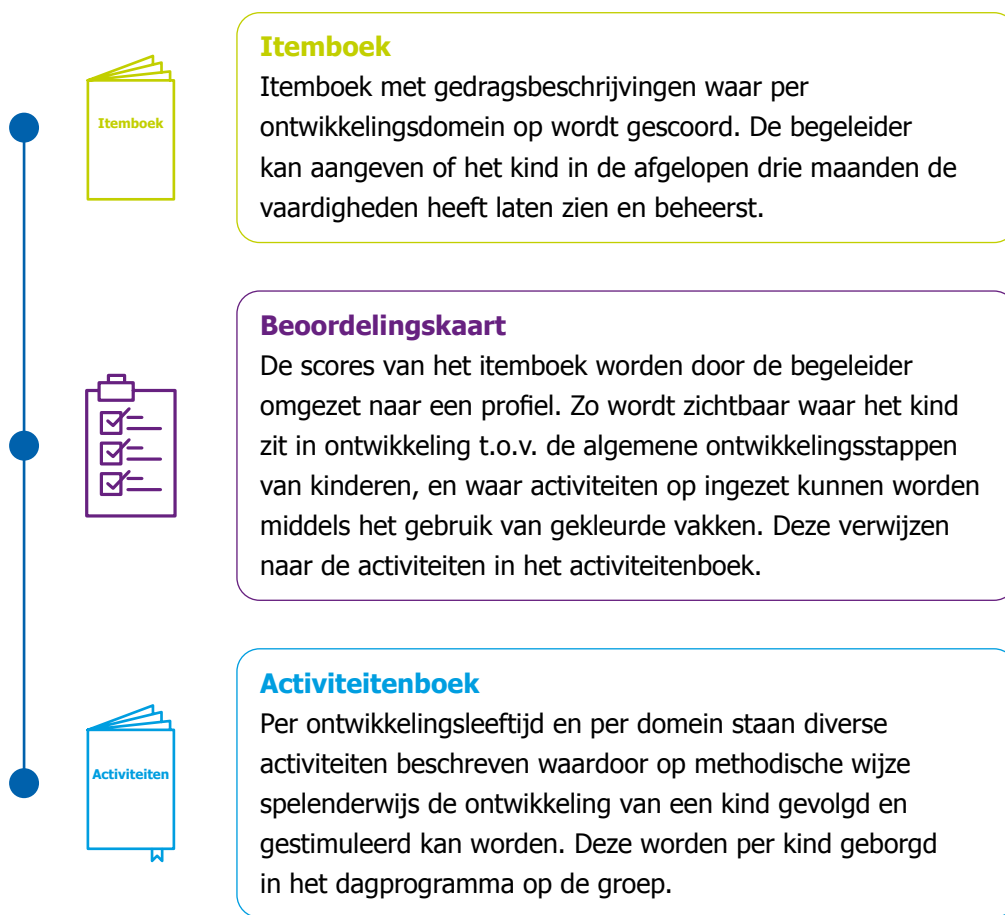 Itemboek
Itemboek
Itemboek met gedragsbeschrijvingen waar per
ontwikkelingsdomein op wordt gescoord. De begeleider
kan aangeven of het kind in de afgelopen drie maanden de
vaardigheden heeft laten zien en beheerst.
Beoordelingskaart
De scores van het itemboek worden door de begeleider
omgezet naar een profiel. Zo wordt zichtbaar waar het kind
zit in ontwikkeling t.o.v. de algemene ontwikkelingsstappen
van kinderen, en waar activiteiten op ingezet kunnen worden
middels het gebruik van gekleurde vakken. Deze verwijzen
naar de activiteiten in het activiteitenboek.
Activiteiten
Activiteitenboek
Per ontwikkelingsleeftijd en per domein staan diverse
activiteiten beschreven waardoor op methodische wijze
spelenderwijs de ontwikkeling van een kind gevolgd en
gestimuleerd kan worden. Deze worden per kind geborgd
in het dagprogramma op de groep.